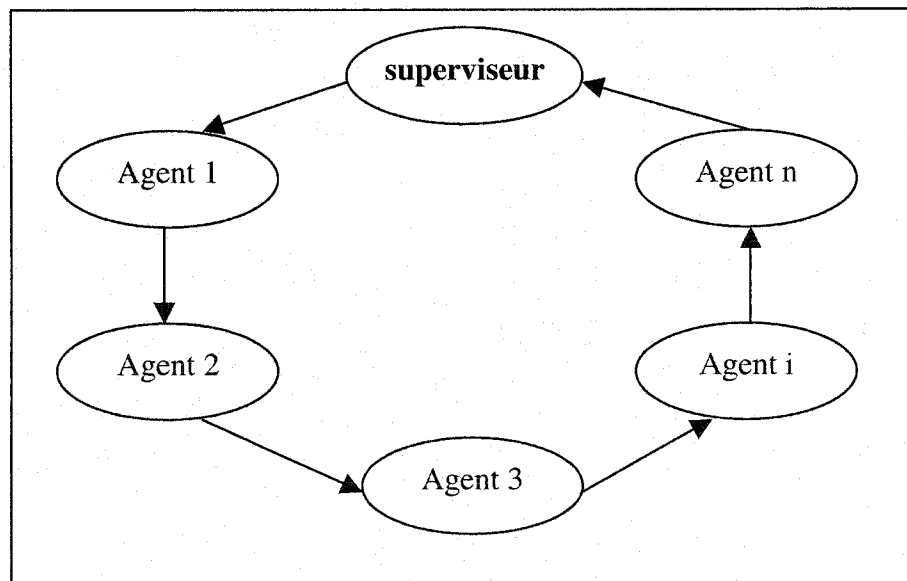 superviseur
Agent 1
Agent n
Agent 2
Agent i
Agent 3